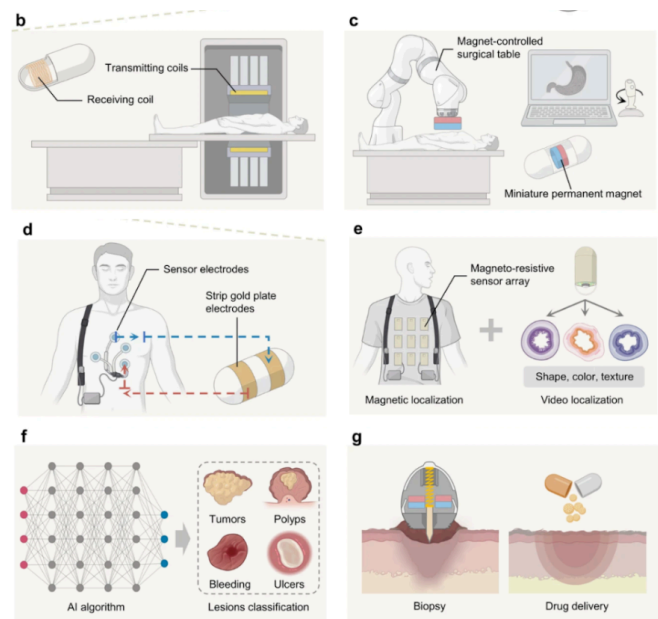 b
Transmitting coils
Receiving coil
c
Magnet-controlled
surgical table
Miniature permanent magnet
d
Sensor electrodes
Strip gold plate
electrodes
e
Magneto-resistive
sensor array
Shape, color, texture
Magnetic localization
Video localization
f
Tumors
Polyps
Bleeding
Ulcers
AI algorithm
Lesions classification
g
Biopsy
Drug delivery